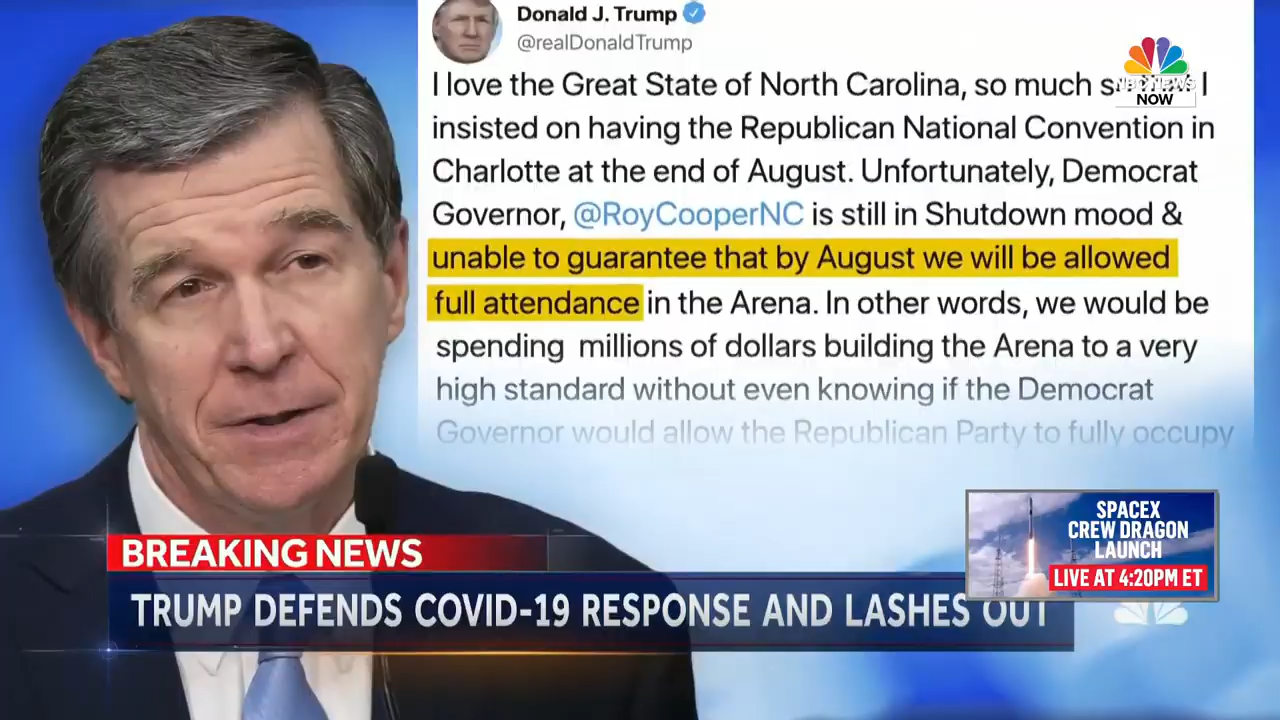 Donald J. Trump
@realDonaldTrump
I love the Great State of North Carolina, so much so that I
insisted on having the Republican National Convention in
Charlotte at the end of August. Unfortunately, Democrat
Governor, @RoyCooperNC is still in Shutdown mood &
unable to guarantee that by August we will be allowed
full attendance in the Arena. In other words, we would be
spending millions of dollars building the Arena to a very
high standard without even knowing if the Democrat
Governor would allow the Republican Party to fully occupy
NBC NEWS
NOW
SPACEX
CREW DRAGON
LAUNCH
LIVE AT 4:20PM ET
BREAKING NEWS
TRUMP DEFENDS COVID-19 RESPONSE AND LASHES OUT